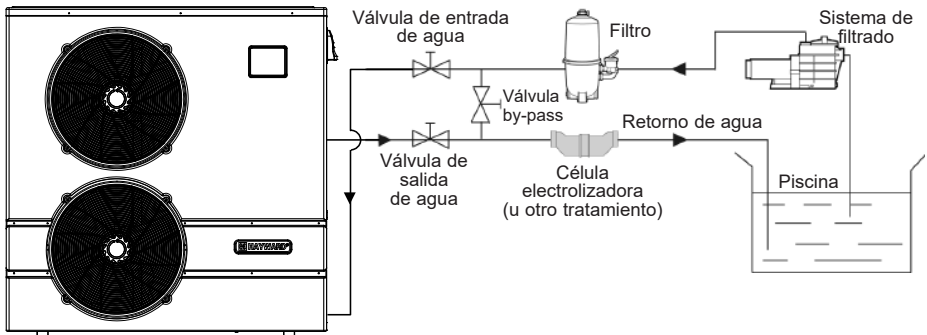 Válvula de entrada
de agua
Filtro
Sistema de
filtrado
Válvula
by-pass
Retorno de agua
Válvula de
salida
de agua
Célula
electrolizadora
(u otro tratamiento)
Piscina
HAYWARD